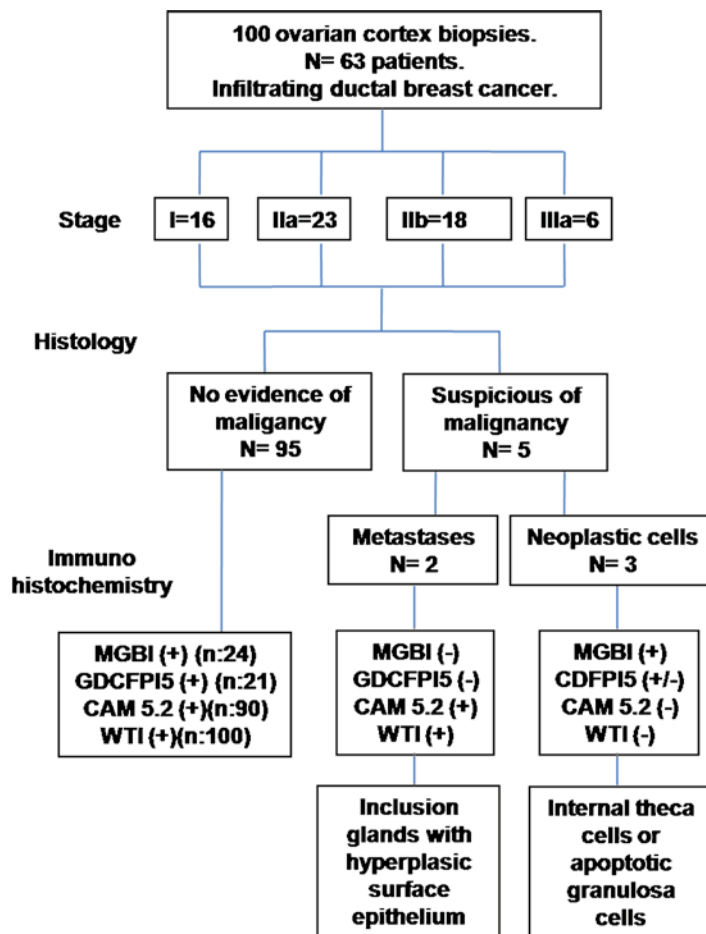 100 ovarian cortex biopsies.
N= 63 patients.
Infiltrating ductal breast cancer.
Stage
I=16
IIa=23
IIb=18
IIIa=6
Histology
No evidence of
maligancy
N= 95
Suspicious of
malignancy
N= 5
Immuno
histochemistry
Metastases
N= 2
Neoplastic cells
N= 3
MGBI (+) (n:24)
GDCFPI5 (+) (n:21)
CAM 5.2 (+)(n:90)
WTI (+)(n:100)
MGBI (-)
GDCFPI5 (-)
CAM 5.2 (+)
WTI (+)
MGBI (+)
CDFPI5 (+/-)
CAM 5.2 (-)
WTI (-)
Inclusion
glands with
hyperplasic
surface
epithelium
Internal theca
cells or
apoptotic
granulosa
cells